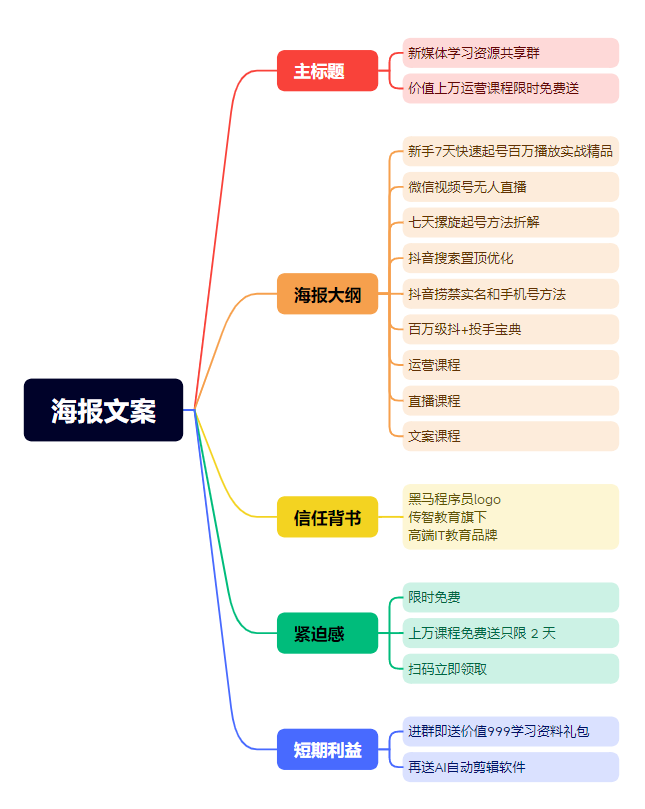 海报文案
主标题
新媒体学习资源共享群
价值上万运营课程限时免费送
海报大纲
新手7天快速起号百万播放实战精品
微信视频号无人直播
七天摞旋起号方法折解
抖音搜索置顶优化
抖音捞禁实名和手机号方法
百万级抖+投手宝典
运营课程
直播课程
文案课程
信任背书
黑马程序员logo
传智教育旗下
高端IT教育品牌
紧迫感
限时免费
上万课程免费送只限 2 天
扫码立即领取
短期利益
进群即送价值999学习资料礼包
再送AI自动剪辑软件